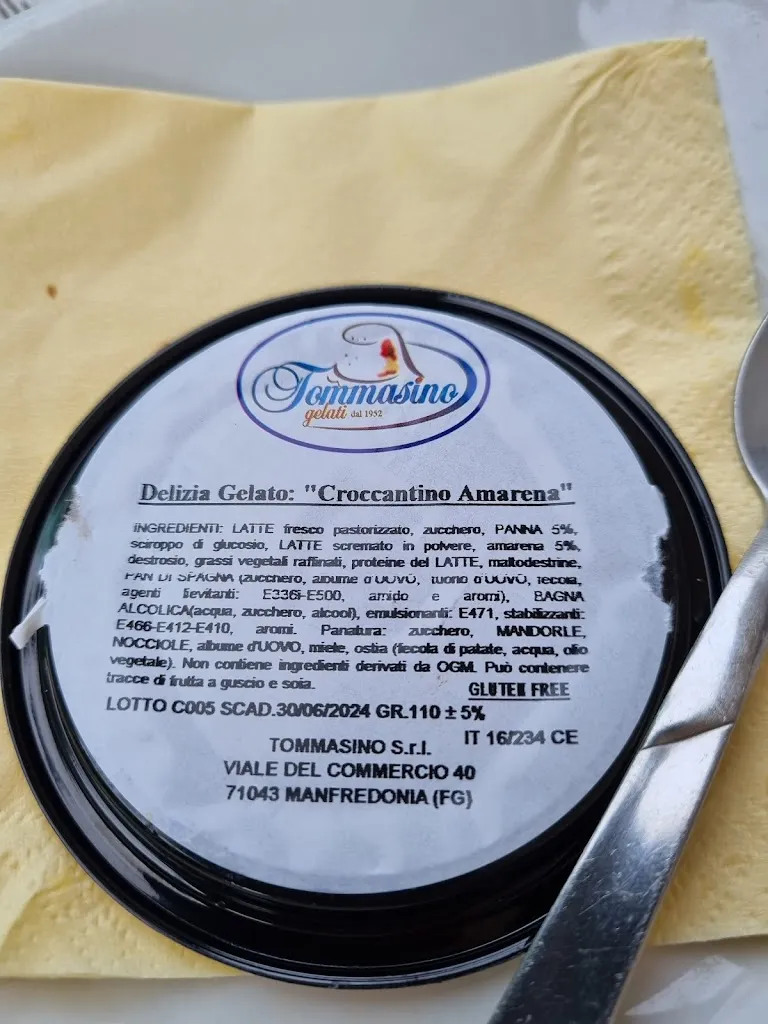 Tommasino
gelati dal 1952
Delizia Gelato: "Croccantino Amarena"
INGREDIENTI: LATTE fresco pastorizzato, zucchero, PANNA 5%,
sciroppo di glucosio, LATTE scremato in polvere, amarena 5%,
destrosio, grassi vegetali raffinati, proteine del LATTE, maltodestrine,
PAN DI SPAGNA (zucchero, albume d'UOVO, tuorlo d'UOVO, fecola,
agenti lievitanti: E336i-E500, amido e aromi), BAGNA
ALCOLICA(acqua, zucchero, alcool), emulsionanti: E471, stabilizzanti:
E466-E412-E410, aromi. Panatura: zucchero, MANDORLE,
NOCCIOLE, albume d'UOVO, miele, ostia (fecola di patate, acqua, olio
vegetale). Non contiene ingredienti derivati da OGM. Può contenere
tracce di frutta a guscio e soia.
GLUTEN FREE
LOTTO C005 SCAD.30/06/2024 GR.110 ± 5%
IT 16/234 CE
TOMMASINO S.r.l.
VIALE DEL COMMERCIO 40
71043 MANFREDONIA (FG)